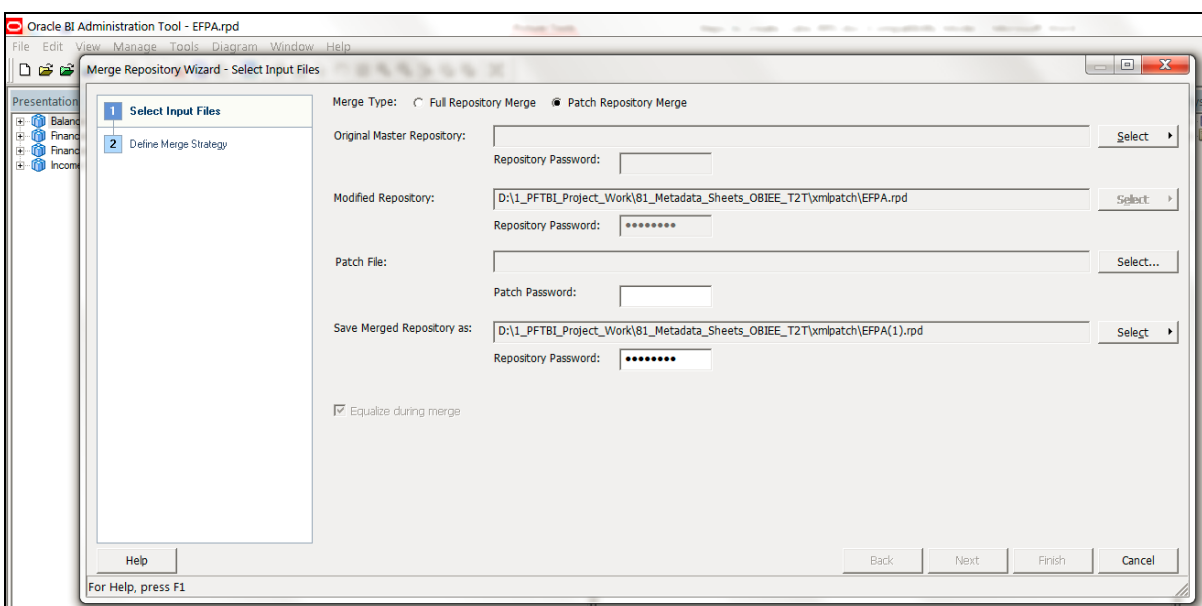 Oracle BI Administration Tool - EFPA.rpd
File Edit View Manage Tools Diagram Window Help
Merge Repository Wizard - Select Input Files
Presentation
Balanc
Financ
Financ
Income
1 Select Input Files
2 Define Merge Strategy
Merge Type: Full Repository Merge Patch Repository Merge
Original Master Repository: Select
Repository Password:
Modified Repository: D:\1_PFTBI_Project_Work\81_Metadata_Sheets_OBIEE_T2T\xmlpatch\EFPA.rpd Select
Repository Password: ●●●●●●●●
Patch File: Select...
Patch Password:
Save Merged Repository as: D:\1_PFTBI_Project_Work\81_Metadata_Sheets_OBIEE_T2T\xmlpatch\EFPA(1).rpd Select
Repository Password: ●●●●●●●●
Equalize during merge
Help Back Next Finish Cancel
For Help, press F1